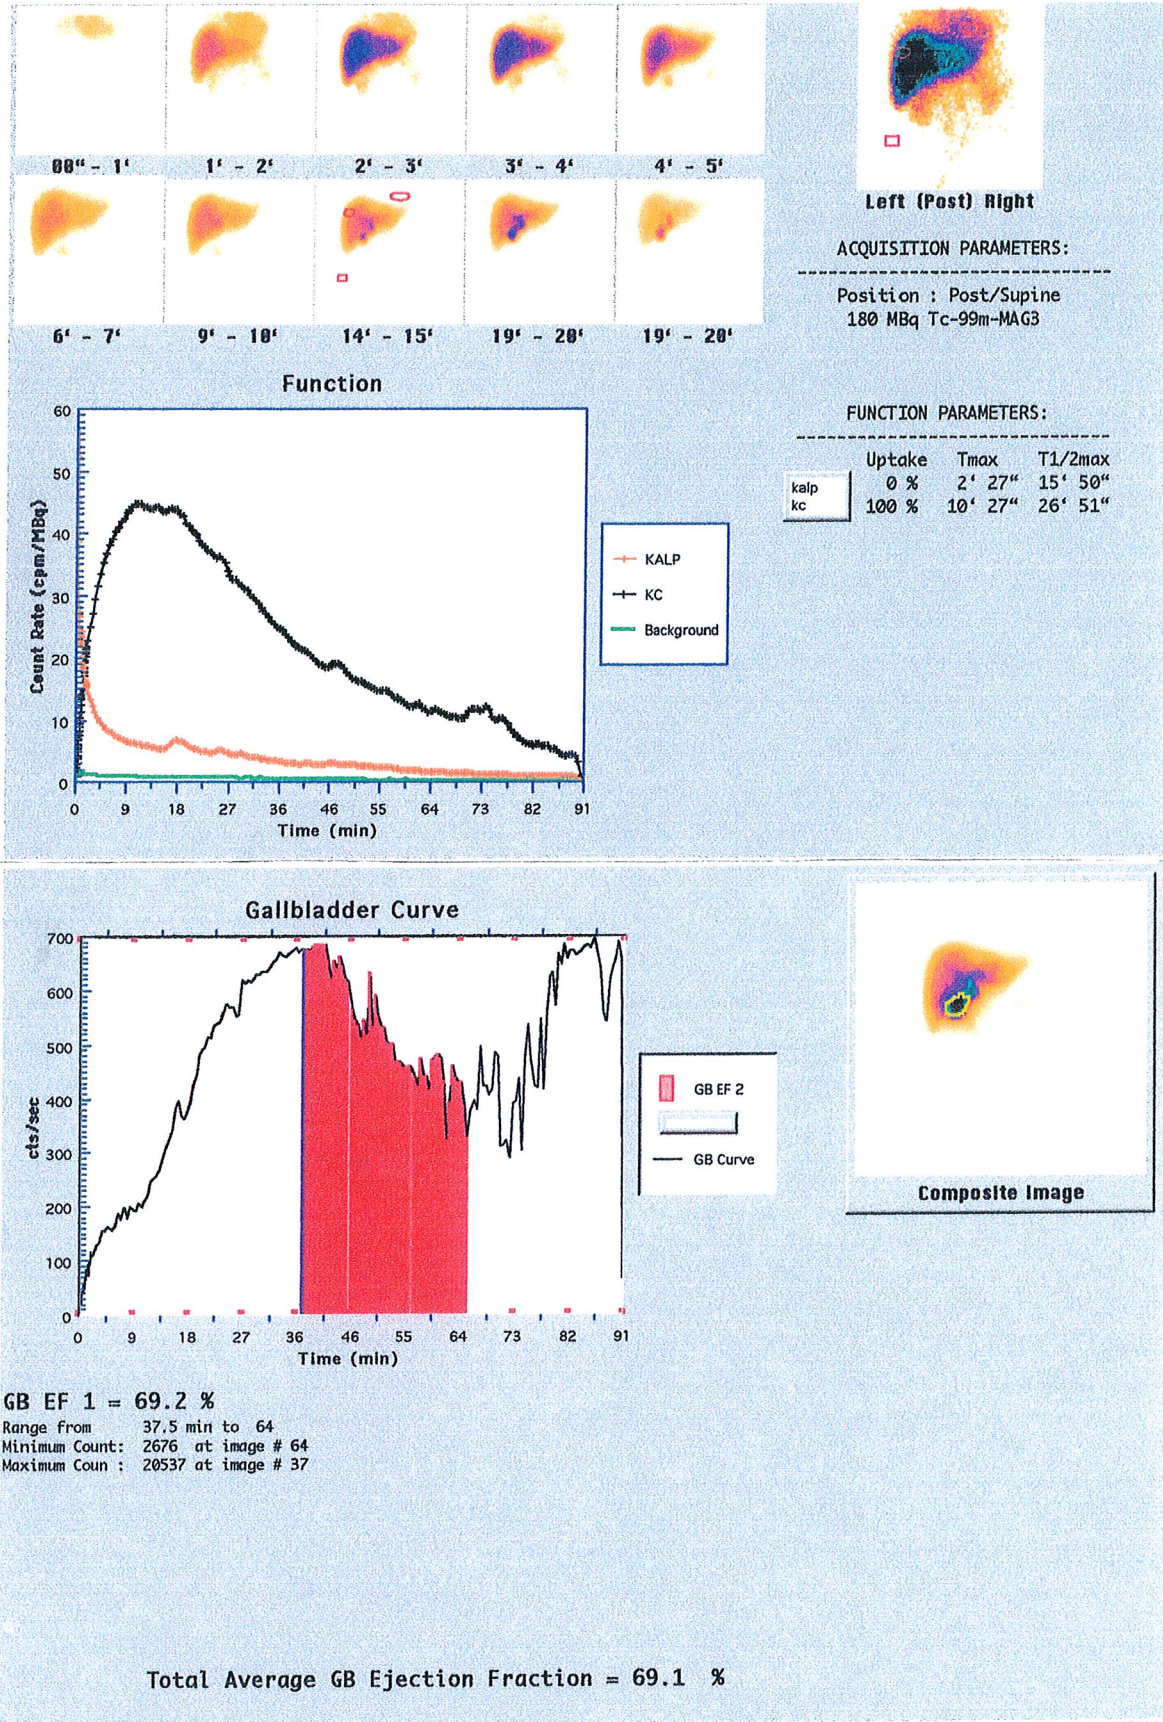 00" - 1'
1' - 2'
2' - 3'
3' - 4'
4' - 5'
6' - 7'
9' - 10'
14' - 15'
19' - 20'
19' - 20'
Left (Post) Right
ACQUISITION PARAMETERS:
Position : Post/Supine
180 MBq Tc-99m-MAG3
Function
60
50
40
30
20
10
0
Count Rate (cpm/MBq)
0 9 18 27 36 46 55 64 73 82 91
Time (min)
KALP
KC
Background
FUNCTION PARAMETERS:
Uptake Tmax T1/2max
kalp 0 % 2' 27" 15' 50"
kc 100 % 10' 27" 26' 51"
Gallbladder Curve
700
600
500
400
300
200
100
0
cts/sec
0 9 18 27 36 46 55 64 73 82 91
Time (min)
GB EF 2
GB Curve
Composite Image
GB EF 1 = 69.2 %
Range from 37.5 min to 64
Minimum Count: 2676 at image # 64
Maximum Coun : 20537 at image # 37
Total Average GB Ejection Fraction = 69.1 %